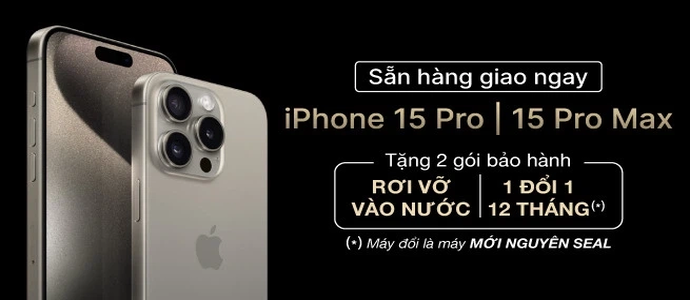 Sẵn hàng giao ngay
iPhone 15 Pro | 15 Pro Max
Tặng 2 gói bảo hành
RƠI VỠ
VÀO NƯỚC
1 ĐỔI 1
12 THÁNG(*)
(*) Máy đổi là máy MỚI NGUYÊN SEAL